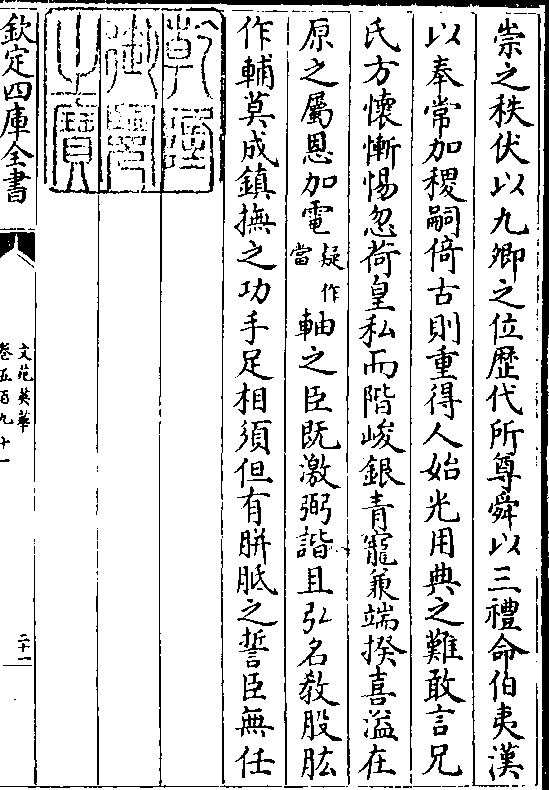 崇之秩伏以九卿之位歴代所尊舜以三禮命伯夷漢
以奉常加稷嗣倚古則重得人始光用典之難敢言兄
氏方懐慚惕忽荷皇私而階峻銀青寵兼端揆喜溢在
原之屬恩加電疑作當軸之臣既激弼諧且引名教股肱
作輔莫成鎮撫之功手足相須但有胼胝之誓臣無任
乾隆御覽之寶
欽定四庫全書
文苑英華
卷五百九十一
二十一